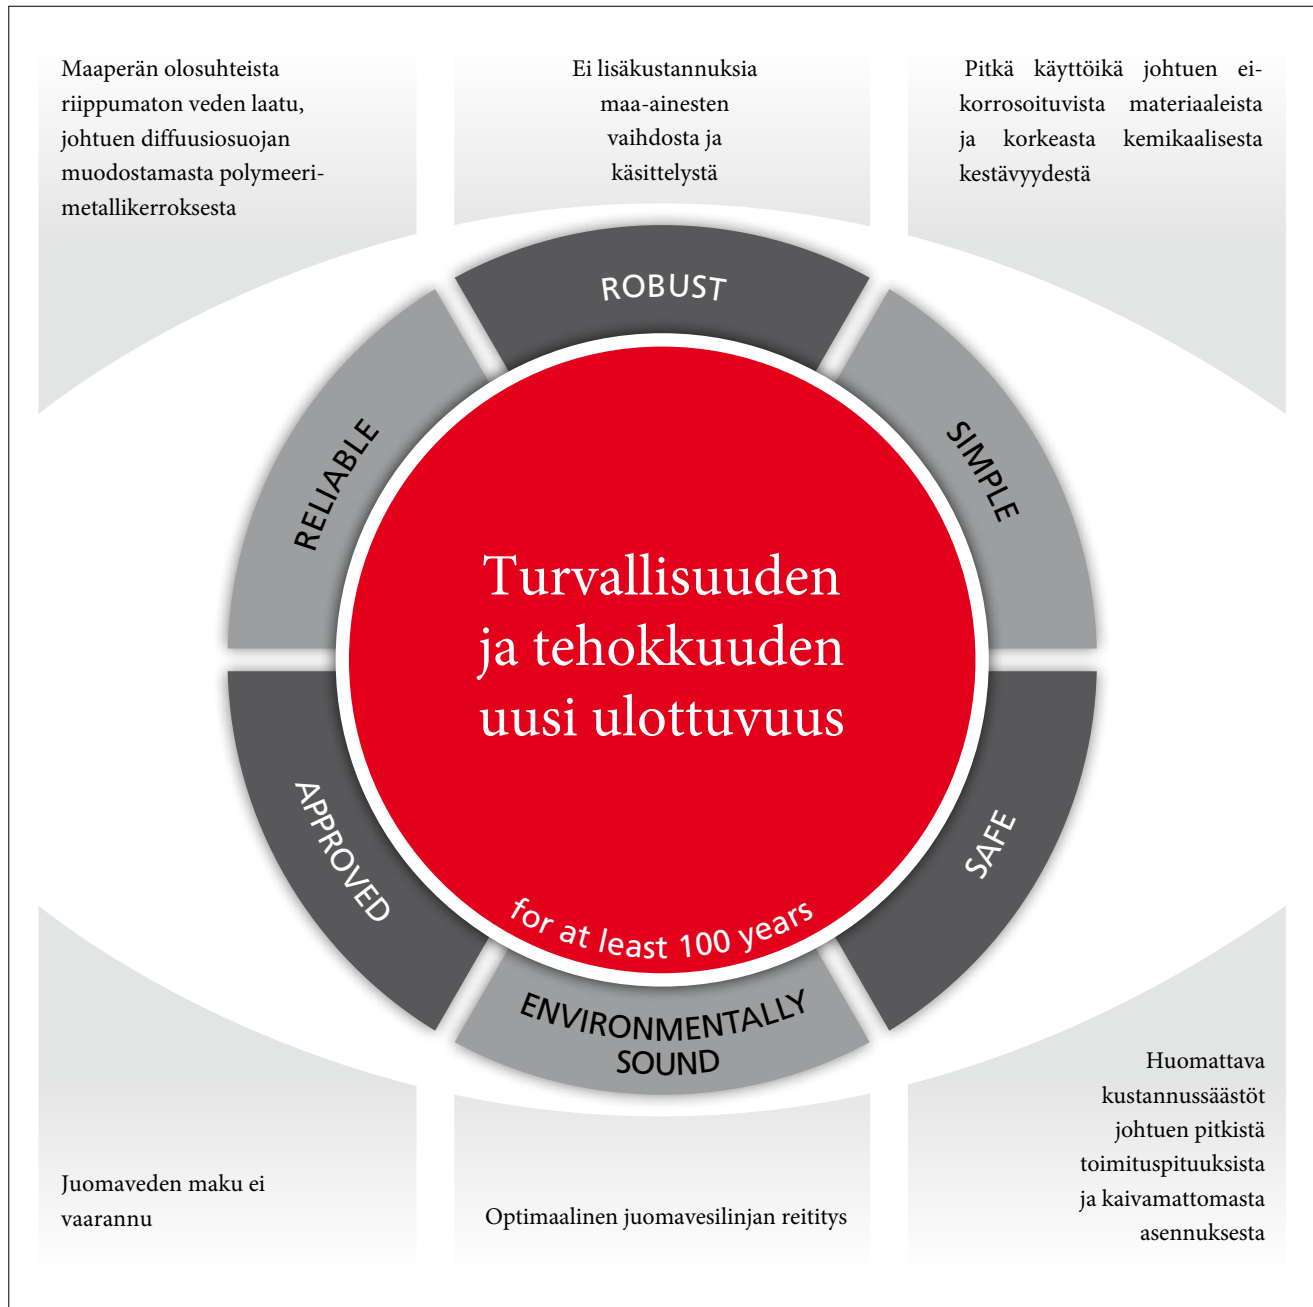 Maaperän olosuhteista
riippumaton veden laatu,
johtuen diffuusiosuojan
muodostamasta polymeeri-
metallikerroksesta
Ei lisäkustannuksia
maa-ainesten
vaihdosta ja
käsittelystä
Pitkä käyttöikä johtuen ei-
korrosoituvista materiaaleista
ja korkeasta kemikaalisesta
kestävyydestä
ROBUST
RELIABLE
SIMPLE
Turvallisuuden
ja tehokkuuden
uusi ulottuvuus
APPROVED
SAFE
for at least 100 years
ENVIRONMENTALLY
SOUND
Juomaveden maku ei
vaarannu
Optimaalinen juomavesilinjan reititys
Huomattava
kustannussäästöt
johtuen pitkistä
toimituspituuksista
ja kaivamattomasta
asennuksesta